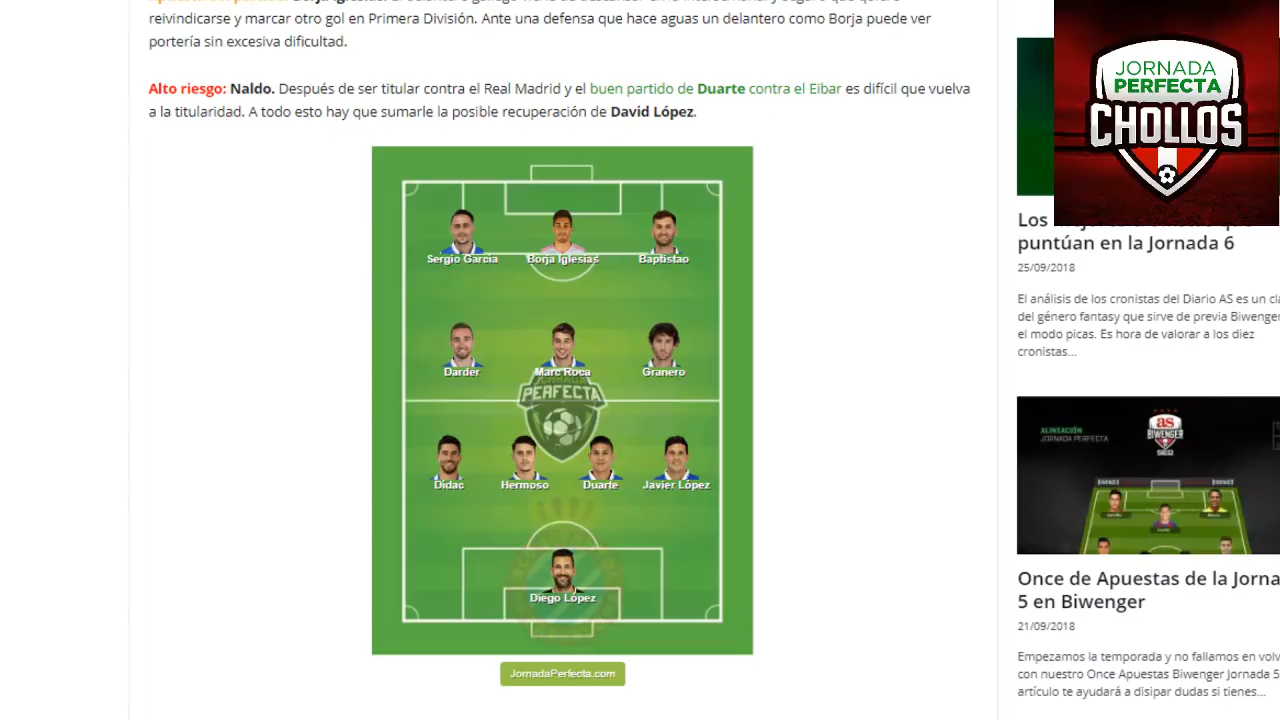 reivindicarse y marcar otro gol en Primera División. Ante una defensa que hace aguas un delantero como Borja puede ver
portería sin excesiva dificultad.
Alto riesgo: Naldo. Después de ser titular contra el Real Madrid y el buen partido de Duarte contra el Eibar es difícil que vuelva
a la titularidad. A todo esto hay que sumarle la posible recuperación de David López.
Sergio García
Borja Iglesias
Baptistao
Darder
Marc Roca
Granero
JORNADA
PERFECTA
Didac
Hermoso
Duarte
Javier López
Diego López
JornadaPerfecta.com
JORNADA
PERFECTA
CHOLLOS
Los
puntúan en la Jornada 6
25/09/2018
El análisis de los cronistas del Diario AS es un
del género fantasy que sirve de previa Biwenger
el modo picas. Es hora de valorar a los diez
cronistas...
ALINEACIÓN
JORNADA PERFECTA
as
BIWENGER
Once de Apuestas de la Jorna
5 en Biwenger
21/09/2018
Empezamos la temporada y no fallamos en volv
con nuestro Once Apuestas Biwenger Jornada 5
artículo te ayudará a disipar dudas si tienes...